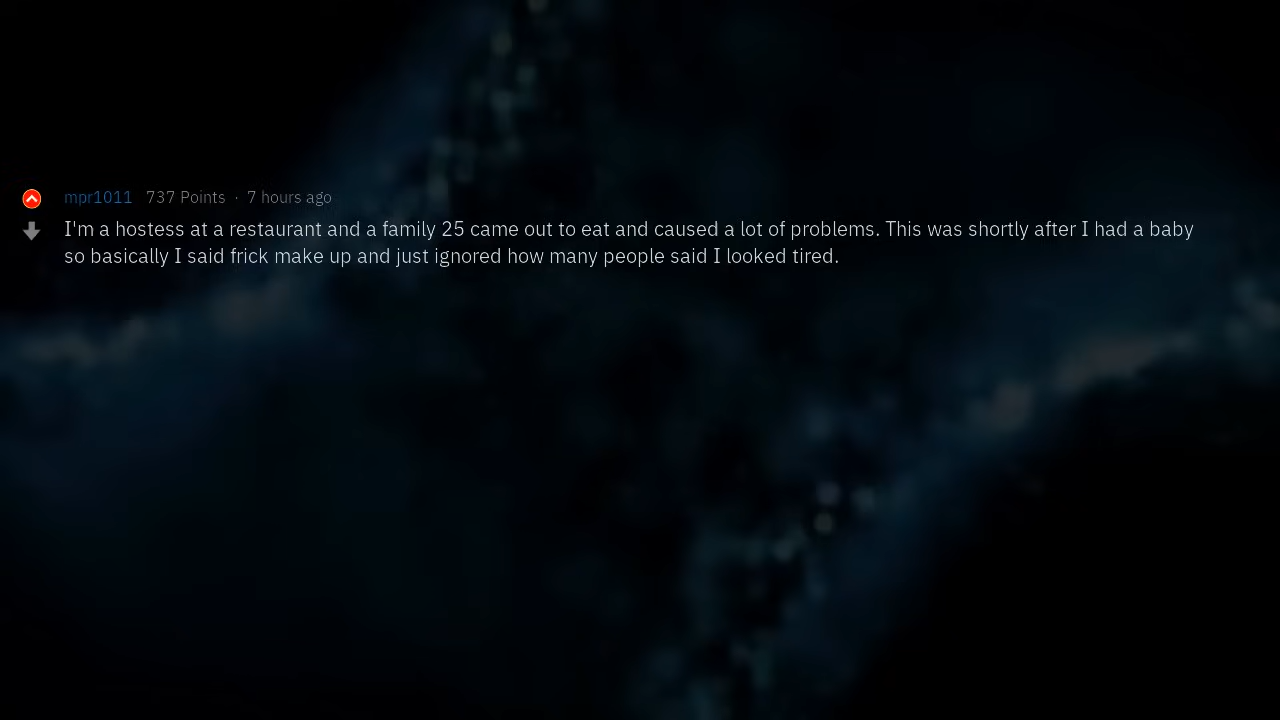 mpr1011 737 Points · 7 hours ago
I'm a hostess at a restaurant and a family 25 came out to eat and caused a lot of problems. This was shortly after I had a baby
so basically I said frick make up and just ignored how many people said I looked tired.